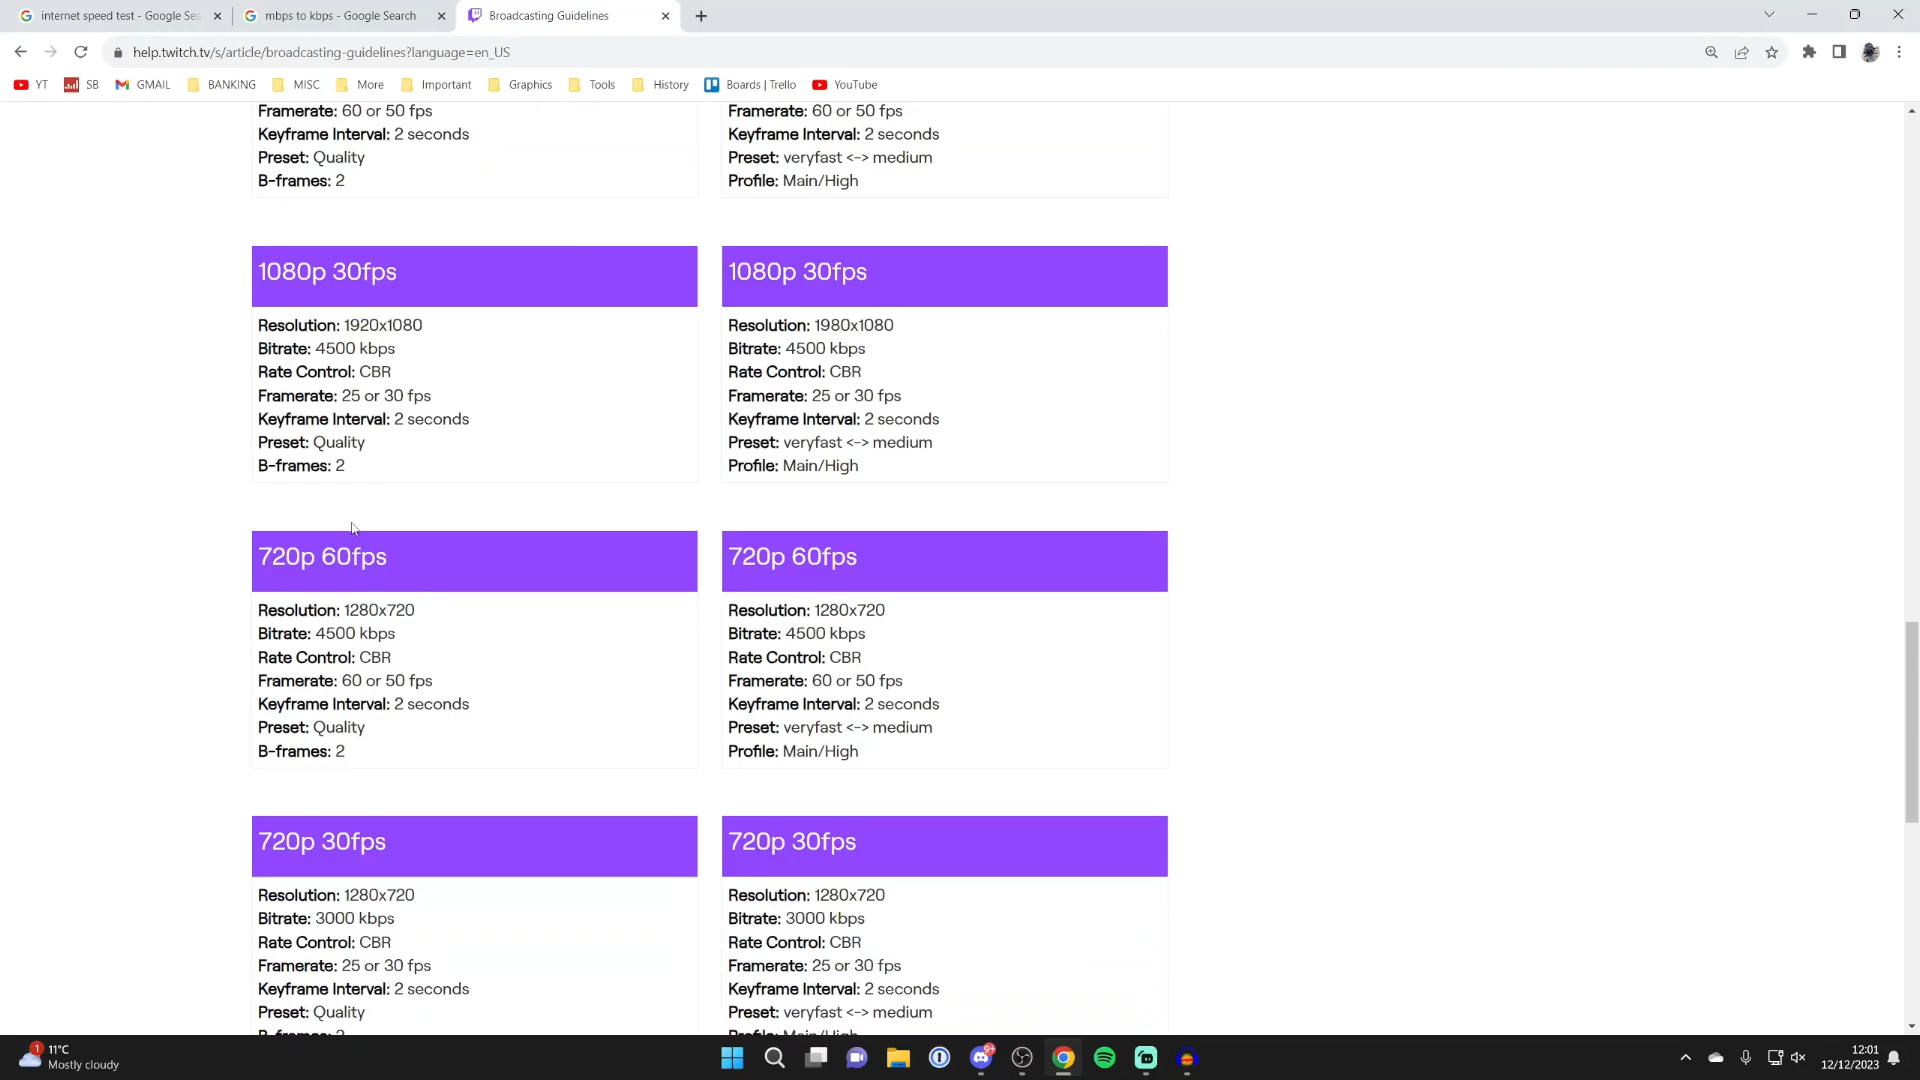 internet speed test - Google Sea
mbps to kbps - Google Search
Broadcasting Guidelines
help.twitch.tv/s/article/broadcasting-guidelines?language=en_US
YT
SB
GMAIL
BANKING
MISC
More
Important
Graphics
Tools
History
Boards | Trello
YouTube
Framerate: 60 or 50 fps
Keyframe Interval: 2 seconds
Preset: Quality
B-frames: 2
Framerate: 60 or 50 fps
Keyframe Interval: 2 seconds
Preset: veryfast <-> medium
Profile: Main/High
1080p 30fps
Resolution: 1920x1080
Bitrate: 4500 kbps
Rate Control: CBR
Framerate: 25 or 30 fps
Keyframe Interval: 2 seconds
Preset: Quality
B-frames: 2
1080p 30fps
Resolution: 1980x1080
Bitrate: 4500 kbps
Rate Control: CBR
Framerate: 25 or 30 fps
Keyframe Interval: 2 seconds
Preset: veryfast <-> medium
Profile: Main/High
720p 60fps
Resolution: 1280x720
Bitrate: 4500 kbps
Rate Control: CBR
Framerate: 60 or 50 fps
Keyframe Interval: 2 seconds
Preset: Quality
B-frames: 2
720p 60fps
Resolution: 1280x720
Bitrate: 4500 kbps
Rate Control: CBR
Framerate: 60 or 50 fps
Keyframe Interval: 2 seconds
Preset: veryfast <-> medium
Profile: Main/High
720p 30fps
Resolution: 1280x720
Bitrate: 3000 kbps
Rate Control: CBR
Framerate: 25 or 30 fps
Keyframe Interval: 2 seconds
Preset: Quality
B-frames: 2
720p 30fps
Resolution: 1280x720
Bitrate: 3000 kbps
Rate Control: CBR
Framerate: 25 or 30 fps
Keyframe Interval: 2 seconds
Preset: veryfast <-> medium
Profile: Main/High
1
11°C
Mostly cloudy
9+
12:01
12/12/2023